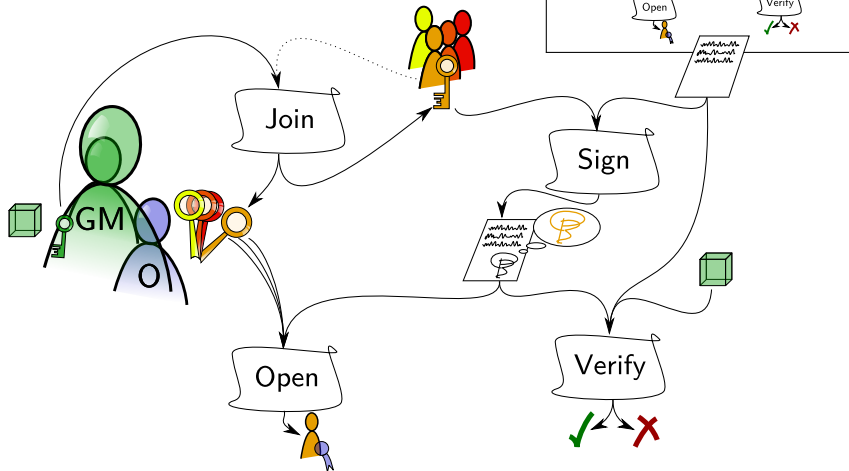 Open
Verify
Join
Sign
GM
O
Open
Verify